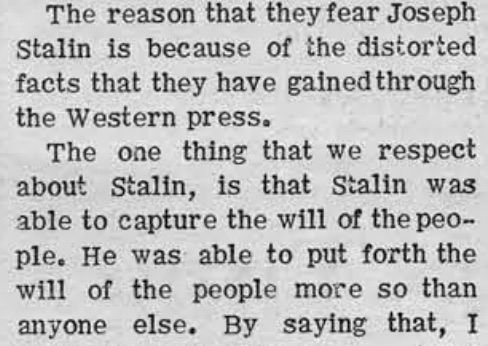 The reason that they fear Joseph
Stalin is because of the distorted
facts that they have gained through
the Western press.
The one thing that we respect
about Stalin, is that Stalin was
able to capture the will of the peo-
ple. He was able to put forth the
will of the people more so than
anyone else. By saying that, I